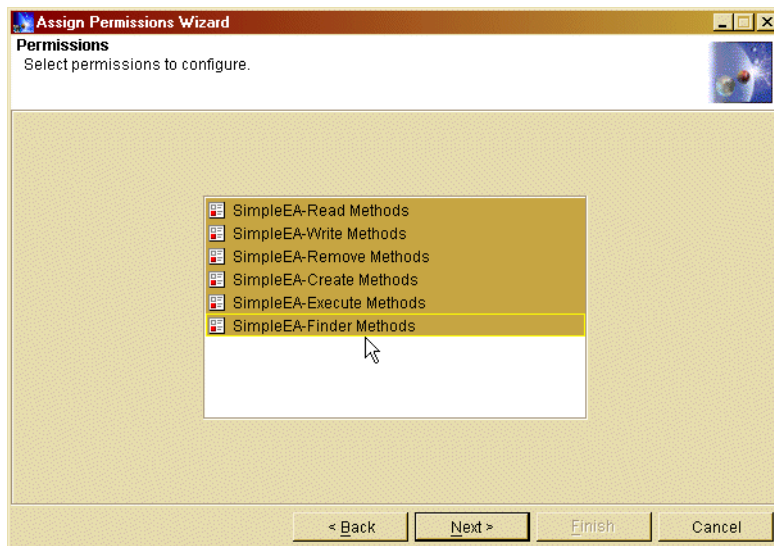 Assign Permissions Wizard
Permissions
Select permissions to configure.
SimpleEA-Read Methods
SimpleEA-Write Methods
SimpleEA-Remove Methods
SimpleEA-Create Methods
SimpleEA-Execute Methods
SimpleEA-Finder Methods
< Back Next > Finish Cancel